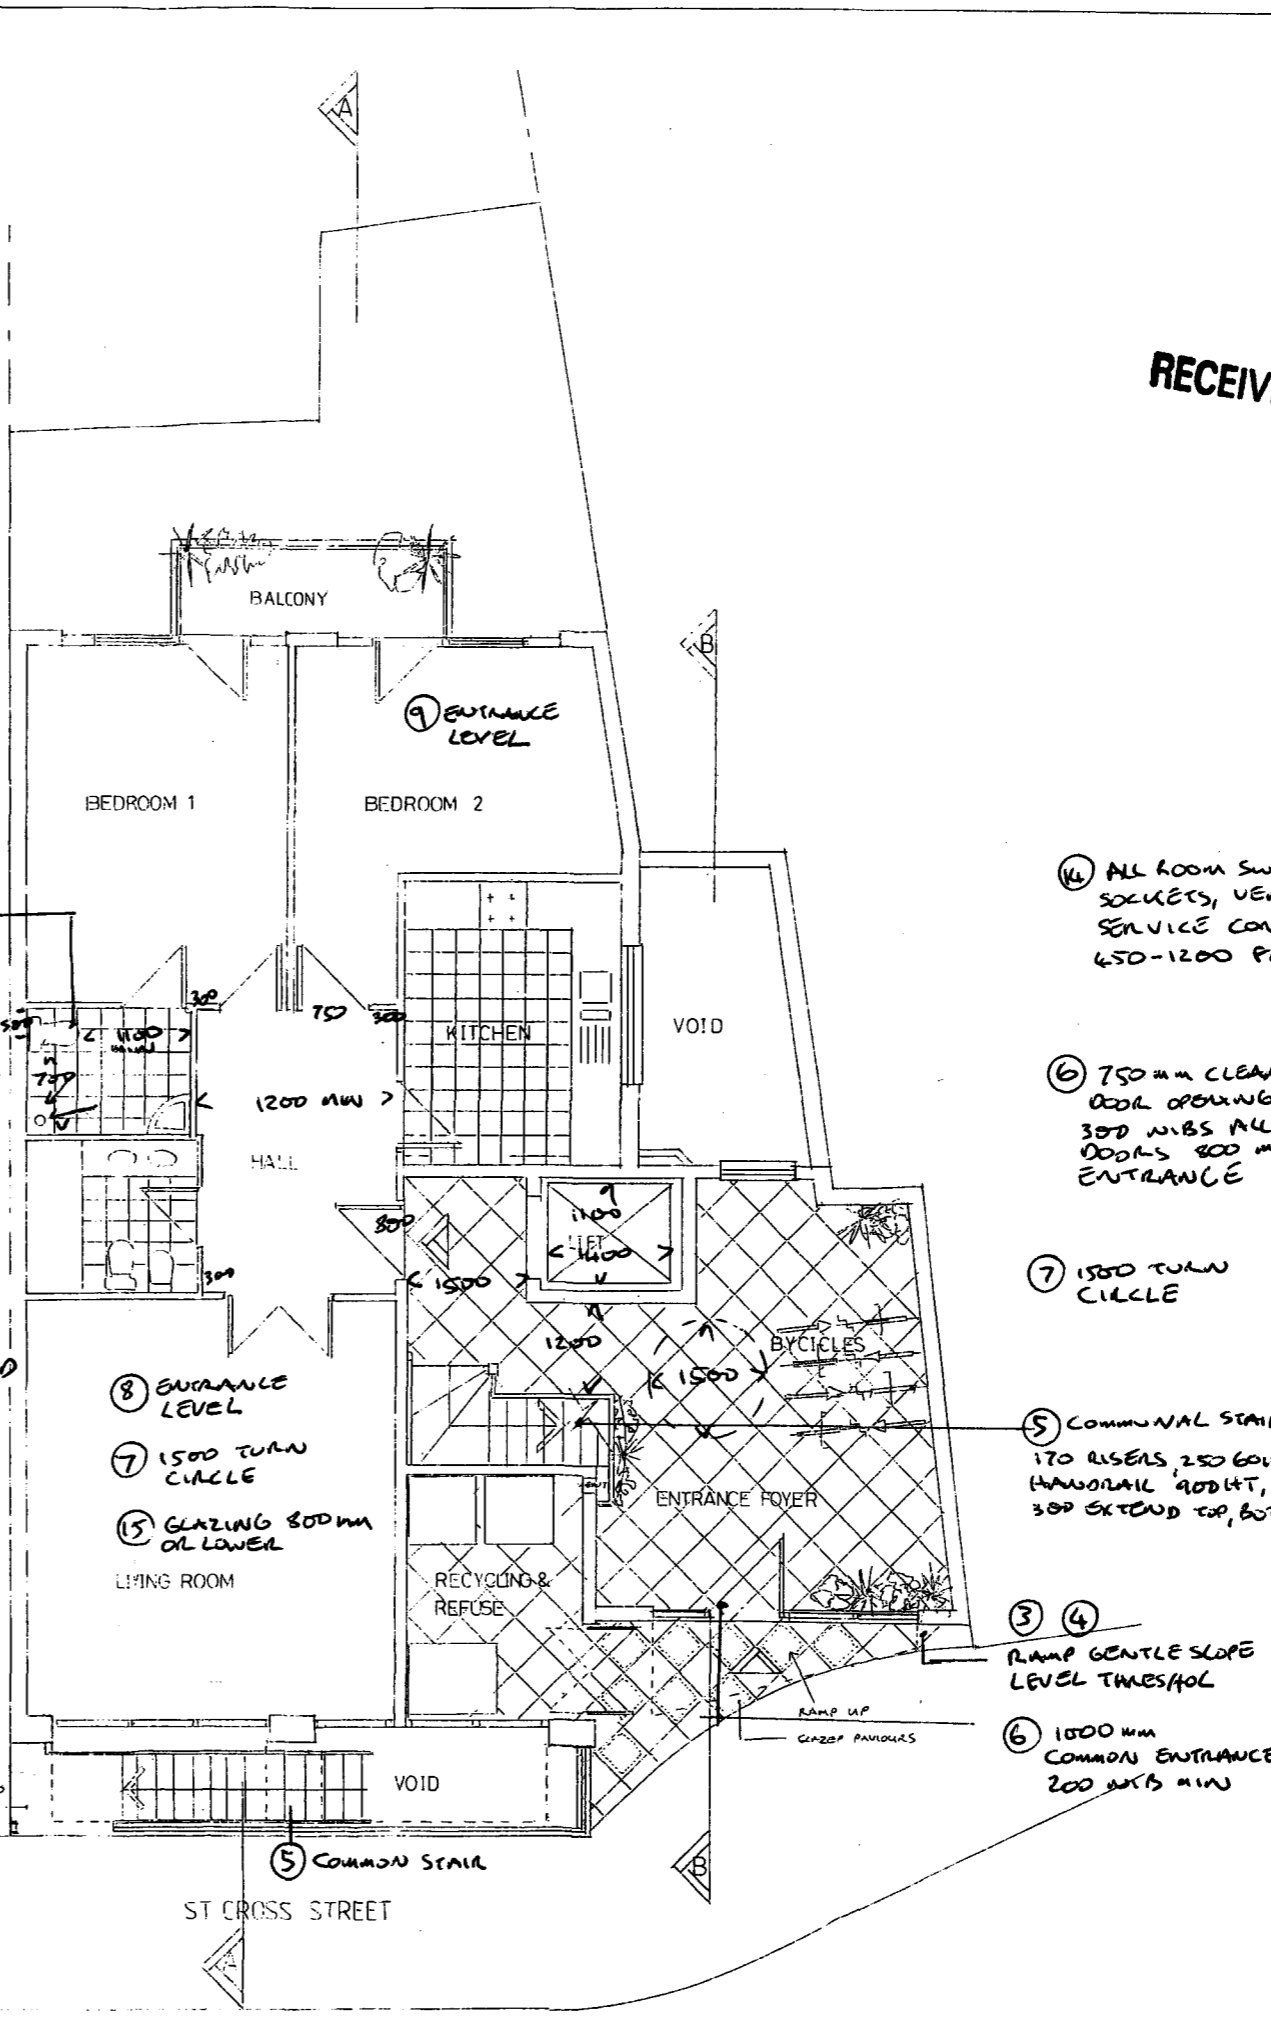 A
RECEIV
BALCONY
B
9 ENTRANCE
LEVEL
BEDROOM 1
BEDROOM 2
14 ALL ROOM SW
SOCKETS, VE
SERVICE CON
450-1200
300
750
300
500
1100
700
KITCHEN
VOID
1200 MIN
HALL
6 750 mm CLEA
DOOR OPENING
300 NIBS ALL
DOORS 800 m
ENTRANCE
800
1100
LIFT
1400
1500
300
7 1500 TURN
CIRCLE
1200
BYCICLES
1500
8 ENTRANCE
LEVEL
7 1500 TURN
CIRCLE
15 GLAZING 800mm
OR LOWER
LIVING ROOM
5 COMMUNAL STAI
170 RISERS, 250 GOI
HANDRAIL 900 HT,
300 EXTEND TOP, BOT
ENTRANCE FOYER
RECYCLING &
REFUSE
3 4
RAMP GENTLE SLOPE
LEVEL THRESHOL
RAMP UP
GLAZED PAVIOURS
6 1000 mm
COMMON ENTRANCE
200 NIB MIN
VOID
5 COMMON STAIR
B
ST CROSS STREET
A